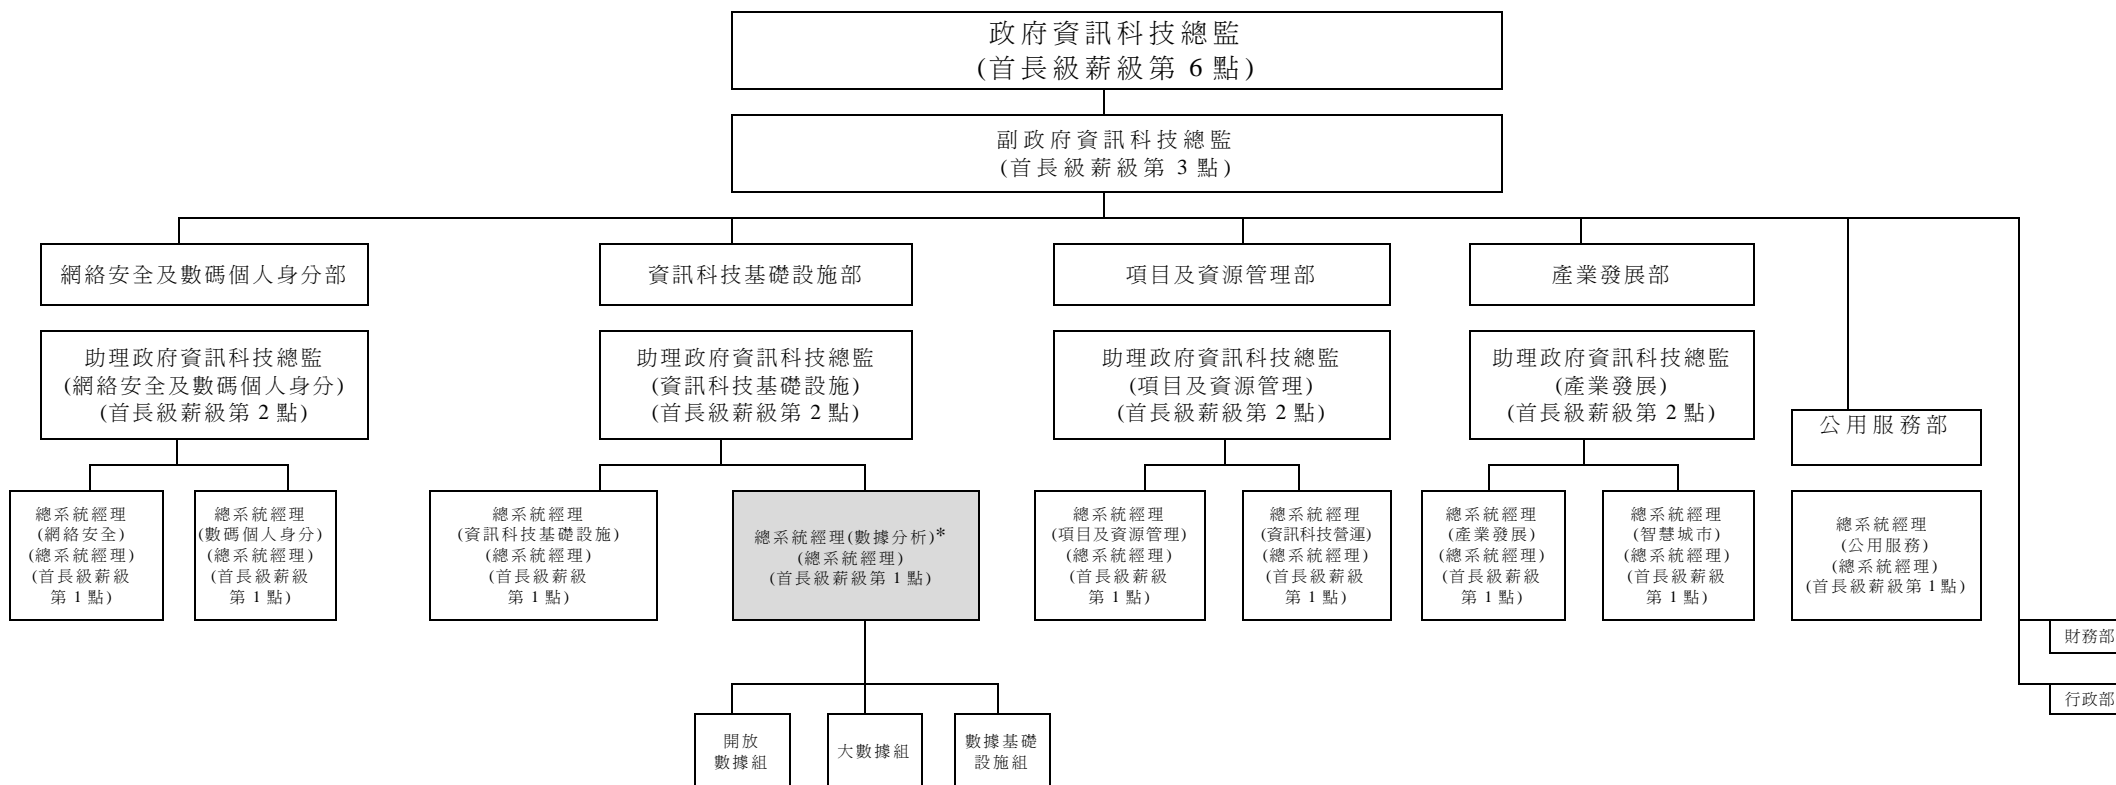 政府資訊科技總監
(首長級薪級第 6 點)
副政府資訊科技總監
(首長級薪級第 3 點)
網絡安全及數碼個人身分部
資訊科技基礎設施部
項目及資源管理部
產業發展部
助理政府資訊科技總監
(網絡安全及數碼個人身分)
(首長級薪級第 2 點)
助理政府資訊科技總監
(資訊科技基礎設施)
(首長級薪級第 2 點)
助理政府資訊科技總監
(項目及資源管理)
(首長級薪級第 2 點)
助理政府資訊科技總監
(產業發展)
(首長級薪級第 2 點)
公用服務部
總系統經理
(網絡安全)
(總系統經理)
(首長級薪級
第 1 點)
總系統經理
(數碼個人身分)
(總系統經理)
(首長級薪級
第 1 點)
總系統經理
(資訊科技基礎設施)
(總系統經理)
(首長級薪級
第 1 點)
總系統經理(數據分析)*
(總系統經理)
(首長級薪級第 1 點)
總系統經理
(項目及資源管理)
(總系統經理)
(首長級薪級
第 1 點)
總系統經理
(資訊科技營運)
(總系統經理)
(首長級薪級
第 1 點)
總系統經理
(產業發展)
(總系統經理)
(首長級薪級
第 1 點)
總系統經理
(智慧城市)
(總系統經理)
(首長級薪級
第 1 點)
總系統經理
(公用服務)
(總系統經理)
(首長級薪級第 1 點)
財務部
行政部
開放
數據組
大數據組
數據基礎
設施組